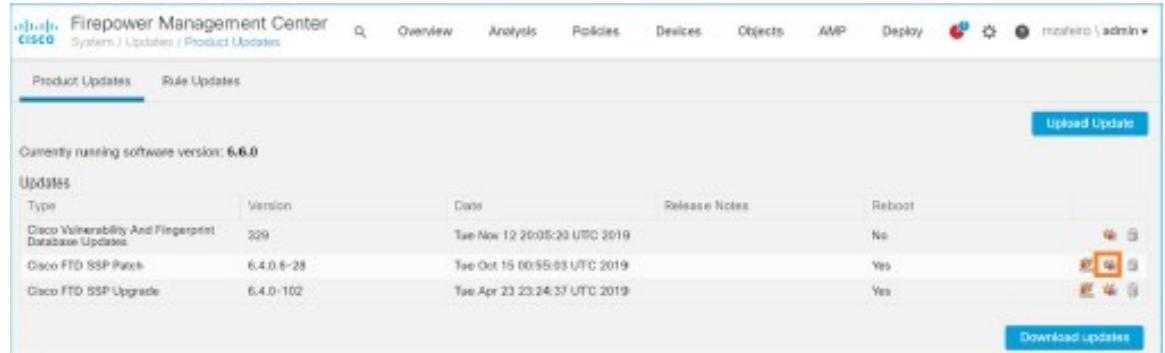 cisco
Firepower Management Center
System / Updates / Product Updates
Overview Analysis Policies Devices Objects AMP Deploy mzafeiro \ admin
Product Updates Rule Updates
Upload Update
Currently running software version: 6.6.0
Updates
Type Version Date Release Notes Reboot
Cisco Vulnerability And Fingerprint
Database Updates 329 Tue Nov 12 20:05:20 UTC 2019 No
Cisco FTD SSP Patch 6.4.0.6-28 Tue Oct 15 00:55:03 UTC 2019 Yes
Cisco FTD SSP Upgrade 6.4.0-102 Tue Apr 23 23:24:37 UTC 2019 Yes
Download updates